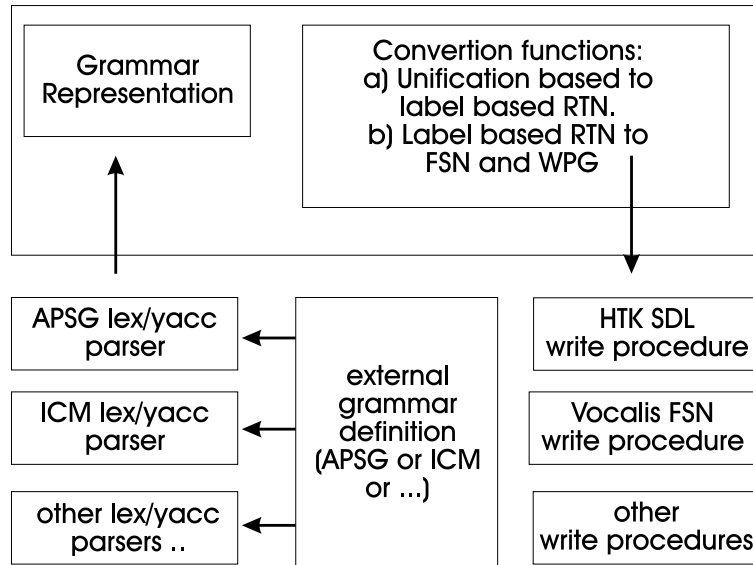 Grammar
Representation
Convertion functions:
a) Unification based to
label based RTN.
b) Label based RTN to
FSN and WPG
APSG lex/yacc
parser
ICM lex/yacc
parser
other lex/yacc
parsers ..
external
grammar
definition
(APSG or ICM
or ...)
HTK SDL
write procedure
Vocalis FSN
write procedure
other
write procedures